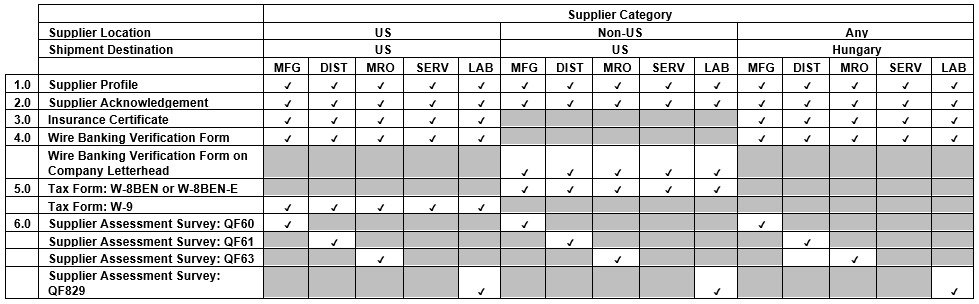 Supplier Category
Supplier Location US Non-US Any
Shipment Destination US US Hungary
MFG DIST MRO SERV LAB MFG DIST MRO SERV LAB MFG DIST MRO SERV LAB
1.0 Supplier Profile ✓ ✓ ✓ ✓ ✓ ✓ ✓ ✓ ✓ ✓ ✓ ✓ ✓ ✓ ✓
2.0 Supplier Acknowledgement ✓ ✓ ✓ ✓ ✓ ✓ ✓ ✓ ✓ ✓ ✓ ✓ ✓ ✓ ✓
3.0 Insurance Certificate ✓ ✓ ✓ ✓ ✓ ✓ ✓ ✓ ✓ ✓
4.0 Wire Banking Verification Form ✓ ✓ ✓ ✓ ✓ ✓ ✓ ✓ ✓ ✓
Wire Banking Verification Form on
Company Letterhead ✓ ✓ ✓ ✓ ✓
5.0 Tax Form: W-8BEN or W-8BEN-E ✓ ✓ ✓ ✓ ✓
Tax Form: W-9 ✓ ✓ ✓ ✓ ✓
6.0 Supplier Assessment Survey: QF60 ✓ ✓ ✓
Supplier Assessment Survey: QF61 ✓ ✓ ✓
Supplier Assessment Survey: QF63 ✓ ✓ ✓
Supplier Assessment Survey:
QF829 ✓ ✓ ✓